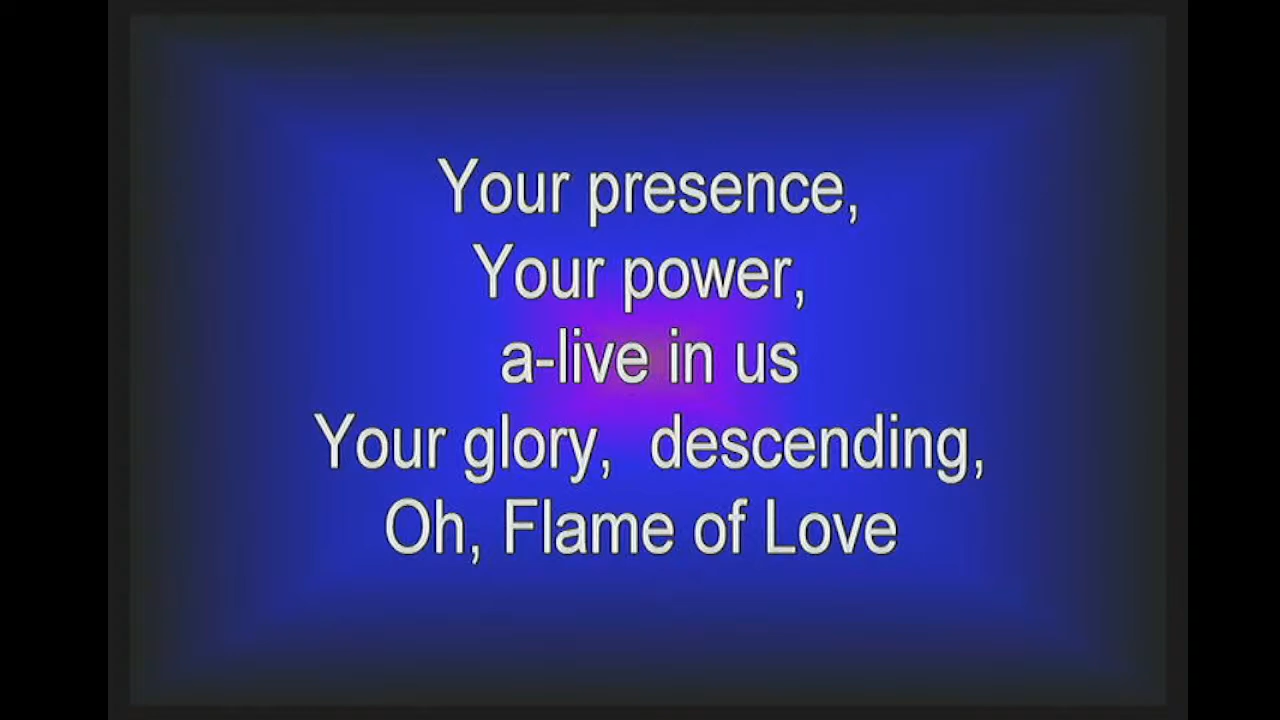 Your presence,
Your power,
a-live in us
Your glory,  descending,
Oh, Flame of Love